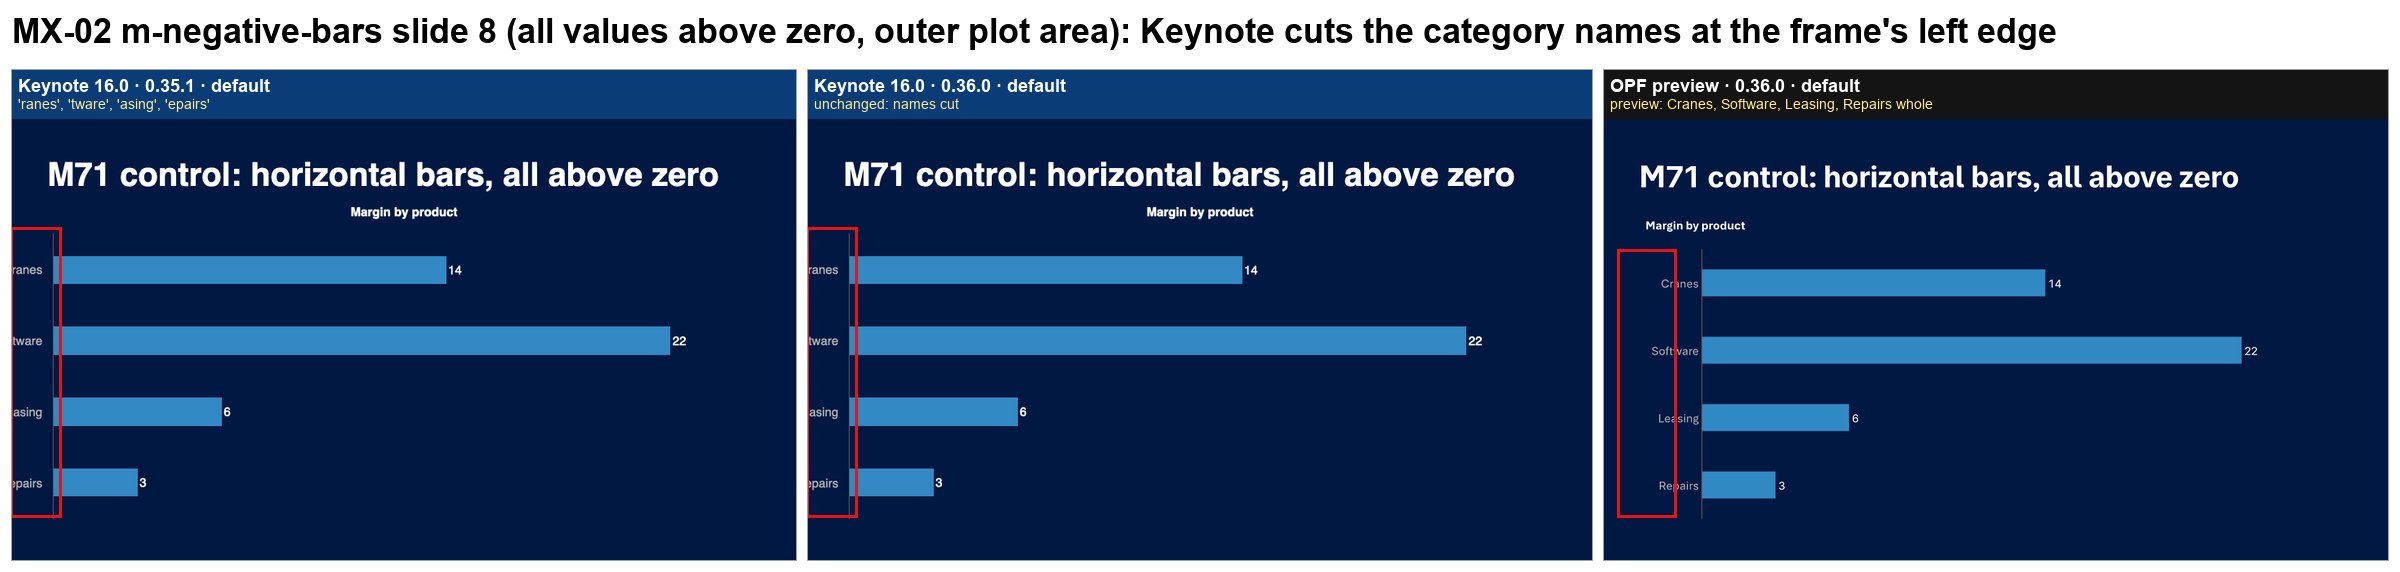 MX-02 m-negative-bars slide 8 (all values above zero, outer plot area): Keynote cuts the category names at the frame's left edge
Keynote 16.0 · 0.35.1 · default
'ranes', 'tware', 'asing', 'epairs'
M71 control: horizontal bars, all above zero
Margin by product
ranes
14
tware
22
asing
6
epairs
3
Keynote 16.0 · 0.36.0 · default
unchanged: names cut
M71 control: horizontal bars, all above zero
Margin by product
ranes
14
tware
22
asing
6
epairs
3
OPF preview · 0.36.0 · default
preview: Cranes, Software, Leasing, Repairs whole
M71 control: horizontal bars, all above zero
Margin by product
Cranes
14
Software
22
Leasing
6
Repairs
3